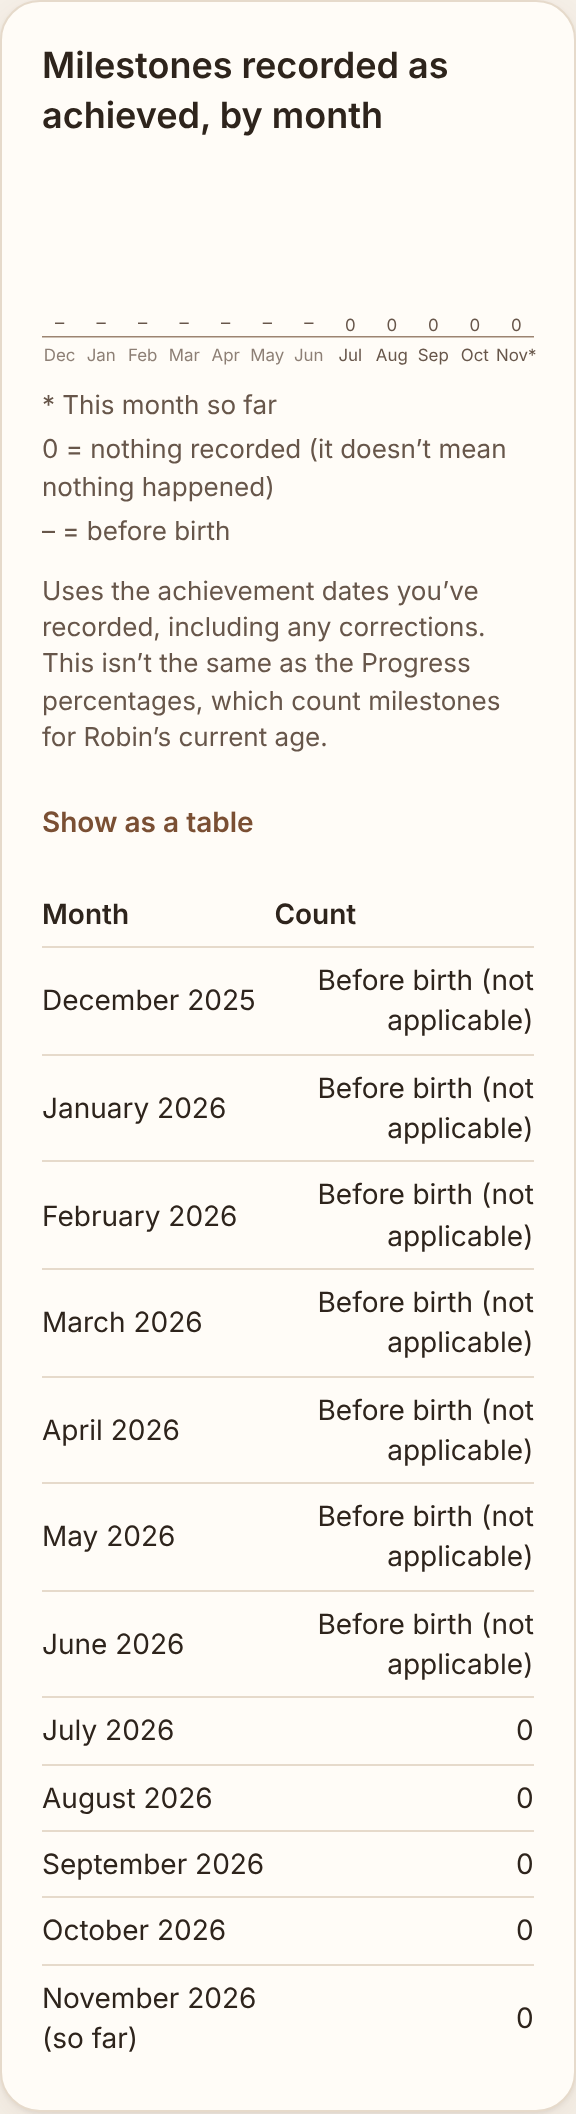 Milestones recorded as
achieved, by month
– – – – – – – 0 0 0 0 0
Dec Jan Feb Mar Apr May Jun Jul Aug Sep Oct Nov*
* This month so far
0 = nothing recorded (it doesn’t mean
nothing happened)
– = before birth
Uses the achievement dates you’ve
recorded, including any corrections.
This isn’t the same as the Progress
percentages, which count milestones
for Robin’s current age.
Show as a table
Month Count
December 2025 Before birth (not
applicable)
January 2026 Before birth (not
applicable)
February 2026 Before birth (not
applicable)
March 2026 Before birth (not
applicable)
April 2026 Before birth (not
applicable)
May 2026 Before birth (not
applicable)
June 2026 Before birth (not
applicable)
July 2026 0
August 2026 0
September 2026 0
October 2026 0
November 2026
(so far) 0